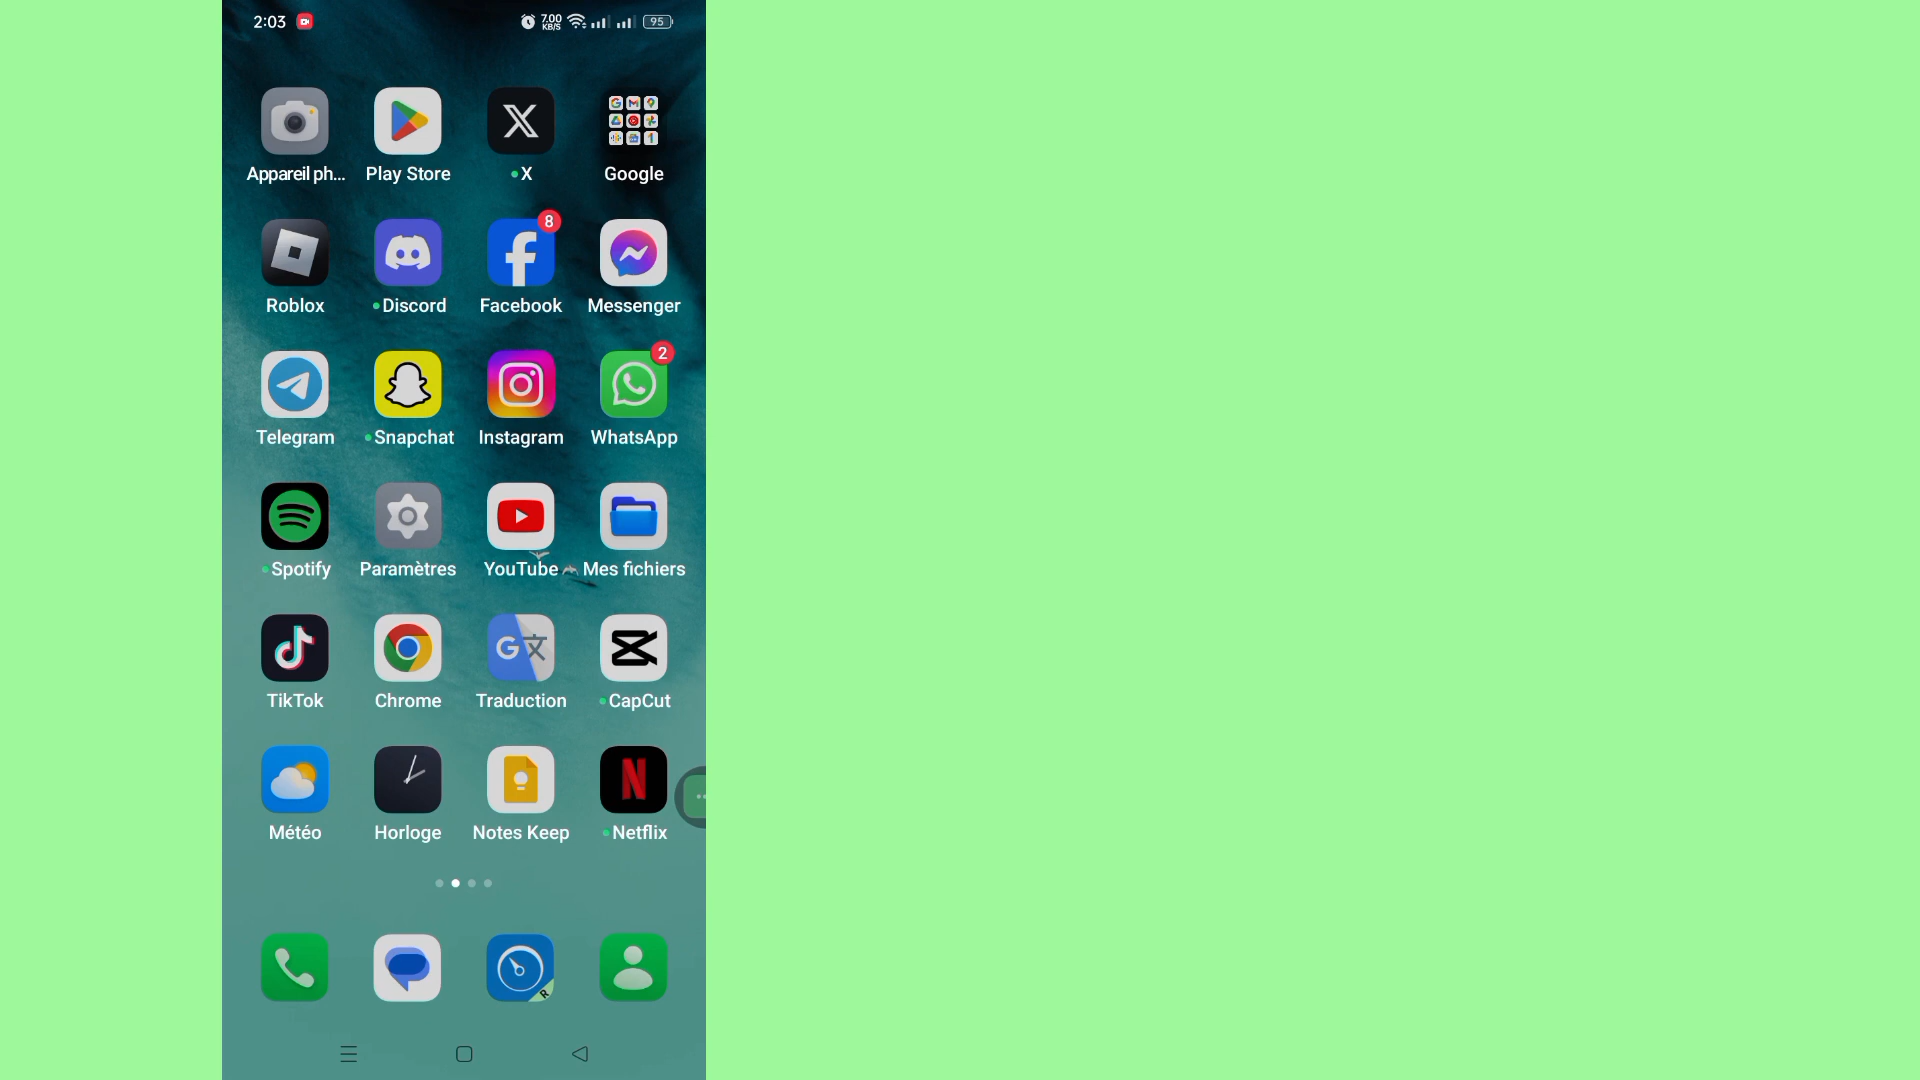 2:03 7.00 KB/S 95
Appareil ph... Play Store X Google
8
Roblox Discord Facebook Messenger
2
Telegram Snapchat Instagram WhatsApp
Spotify Paramètres YouTube Mes fichiers
TikTok Chrome Traduction CapCut
Météo Horloge Notes Keep Netflix
R